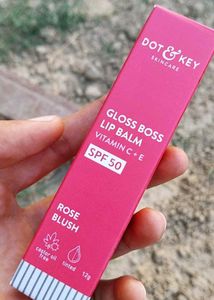 DOT & KEY
SKINCARE
GLOSS BOSS
LIP BALM
VITAMIN C + E
SPF 50
ROSE
BLUSH
castor oil
free
tinted
12g